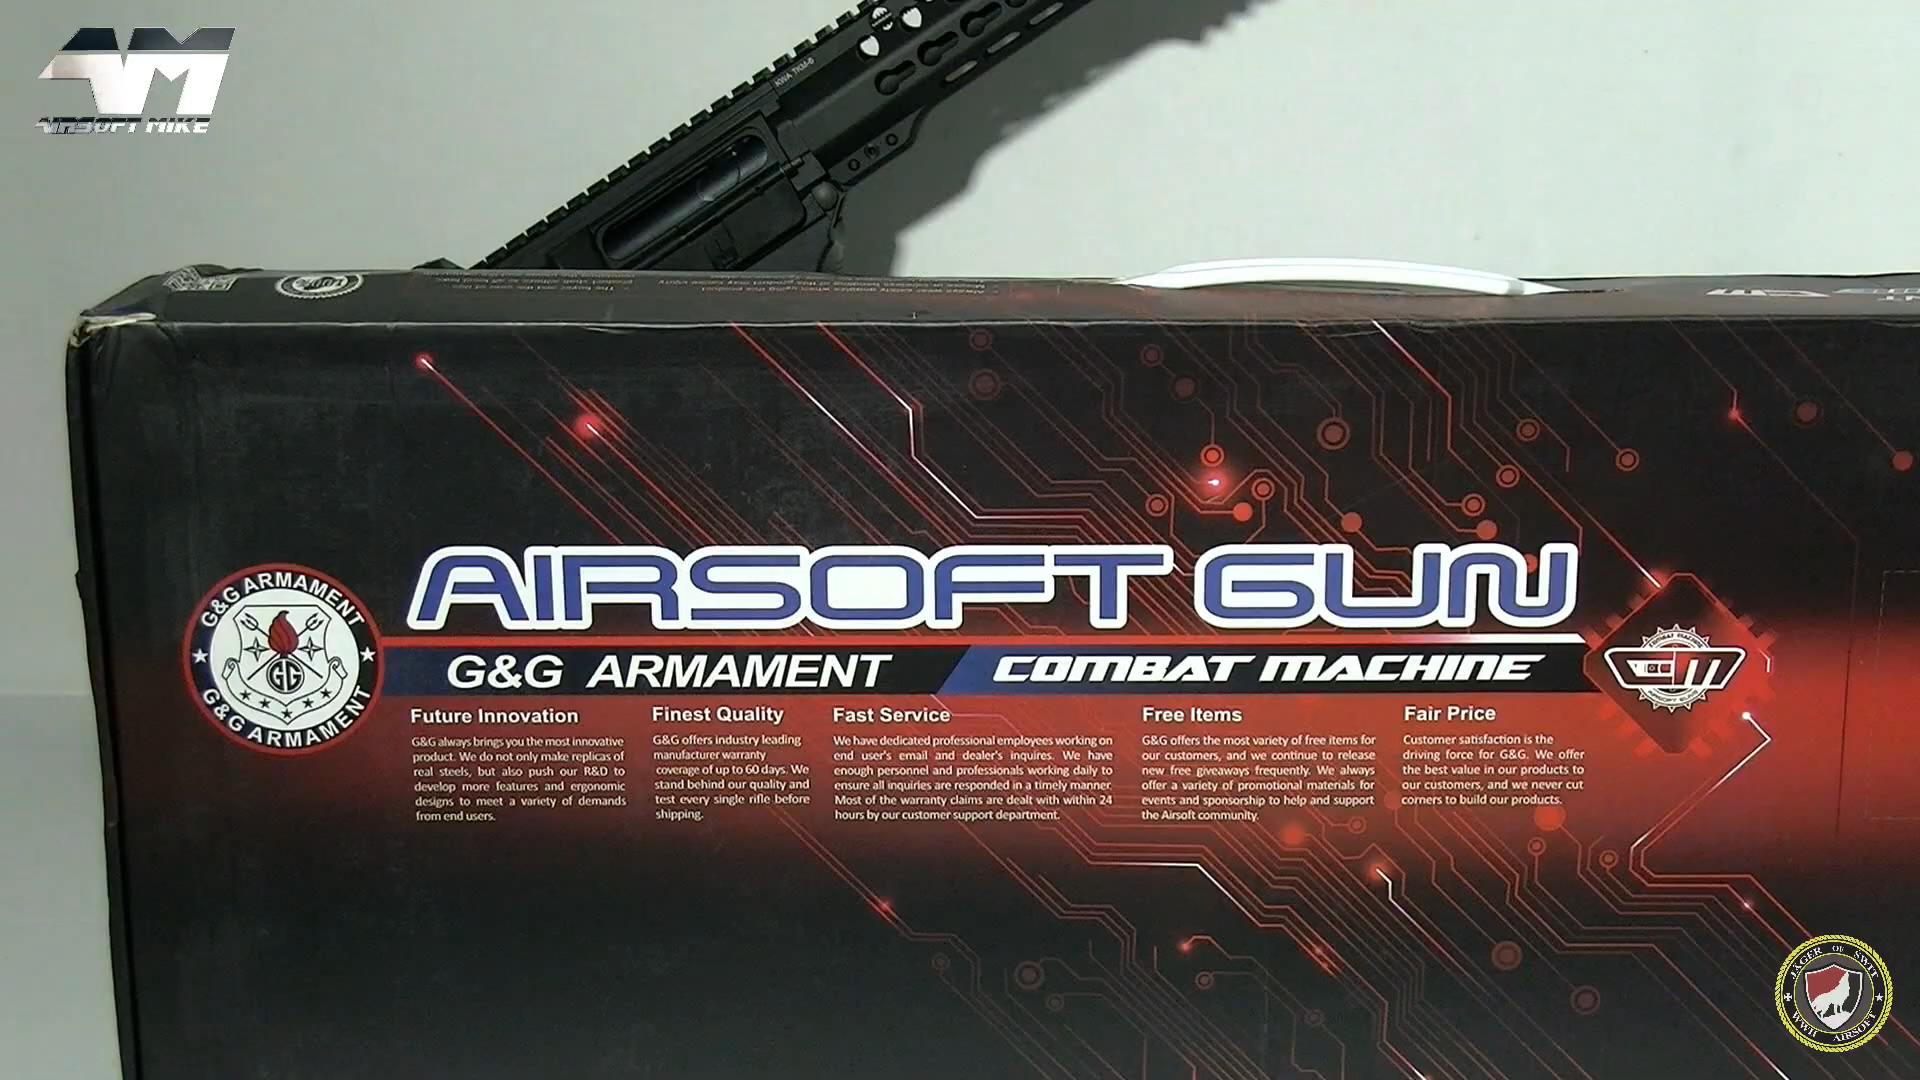 AM
AIRSOFT MIKE
KWA TKM-6
AIRSOFT GUN
G&G ARMAMENT
G&G
G&G ARMAMENT
G&G ARMAMENT
COMBAT MACHINE
Future Innovation
G&G always brings you the most innovative
product. We do not only make replicas of
real steels, but also push our R&D to
develop more features and ergonomic
designs to meet a variety of demands
from end users.
Finest Quality
G&G offers industry leading
manufacturer warranty
coverage of up to 60 days. We
stand behind our quality and
test every single rifle before
shipping.
Fast Service
We have dedicated professional employees working on
end user's email and dealer's inquires. We have
enough personnel and professionals working daily to
ensure all inquiries are responded in a timely manner.
Most of the warranty claims are dealt with within 24
hours by our customer support department.
Free Items
G&G offers the most variety of free items for
our customers, and we continue to release
new free giveaways frequently. We always
offer a variety of promotional materials for
events and sponsorship to help and support
the Airsoft community.
Fair Price
Customer satisfaction is the
driving force for G&G. We offer
the best value in our products to
our customers, and we never cut
corners to build our products.
JÄGER OF SWIT
WWII AIRSOFT